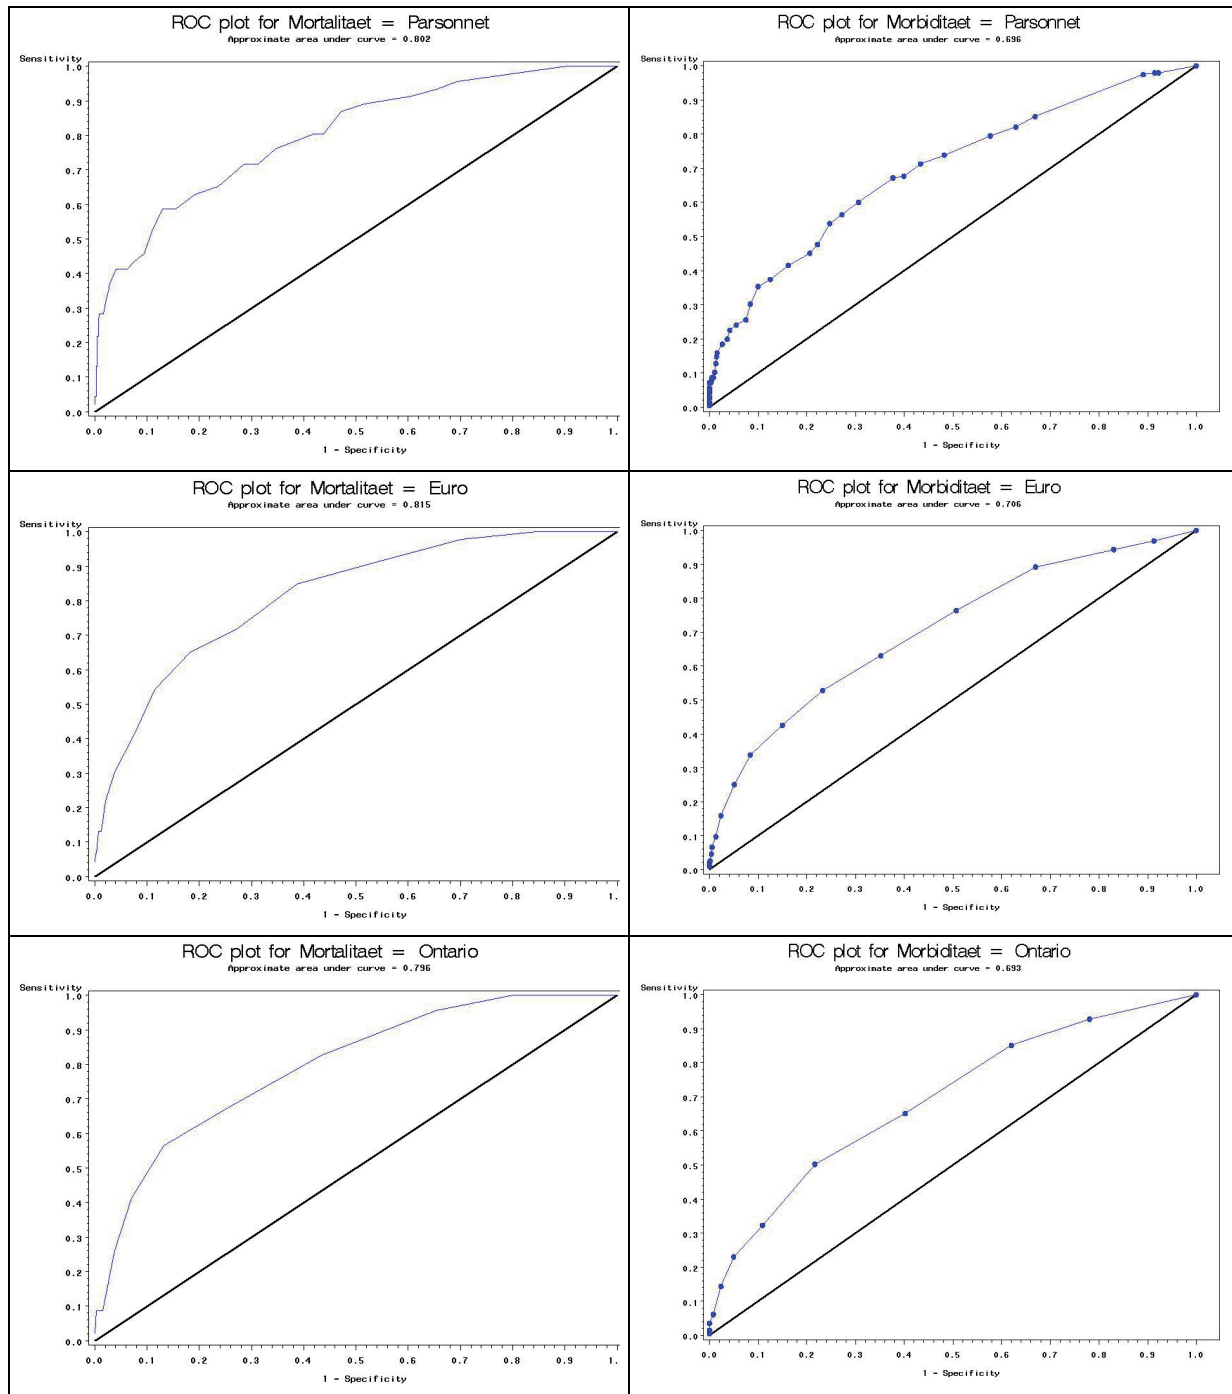 ROC plot for Mortalitaet = Parsonnet
Approximate area under curve = 0.802
Sensitivity
1.0
0.9
0.8
0.7
0.6
0.5
0.4
0.3
0.2
0.1
0.0
0.0 0.1 0.2 0.3 0.4 0.5 0.6 0.7 0.8 0.9 1.
1 - Specificity
ROC plot for Morbiditaet = Parsonnet
Approximate area under curve = 0.696
Sensitivity
1.0
0.9
0.8
0.7
0.6
0.5
0.4
0.3
0.2
0.1
0.0
0.0 0.1 0.2 0.3 0.4 0.5 0.6 0.7 0.8 0.9 1.0
1 - Specificity
ROC plot for Mortalitaet = Euro
Approximate area under curve = 0.815
Sensitivity
1.0
0.9
0.8
0.7
0.6
0.5
0.4
0.3
0.2
0.1
0.0
0.0 0.1 0.2 0.3 0.4 0.5 0.6 0.7 0.8 0.9 1.
1 - Specificity
ROC plot for Morbiditaet = Euro
Approximate area under curve = 0.706
Sensitivity
1.0
0.9
0.8
0.7
0.6
0.5
0.4
0.3
0.2
0.1
0.0
0.0 0.1 0.2 0.3 0.4 0.5 0.6 0.7 0.8 0.9 1.0
1 - Specificity
ROC plot for Mortalitaet = Ontario
Approximate area under curve = 0.796
Sensitivity
1.0
0.9
0.8
0.7
0.6
0.5
0.4
0.3
0.2
0.1
0.0
0.0 0.1 0.2 0.3 0.4 0.5 0.6 0.7 0.8 0.9 1.
1 - Specificity
ROC plot for Morbiditaet = Ontario
Approximate area under curve = 0.693
Sensitivity
1.0
0.9
0.8
0.7
0.6
0.5
0.4
0.3
0.2
0.1
0.0
0.0 0.1 0.2 0.3 0.4 0.5 0.6 0.7 0.8 0.9 1.0
1 - Specificity